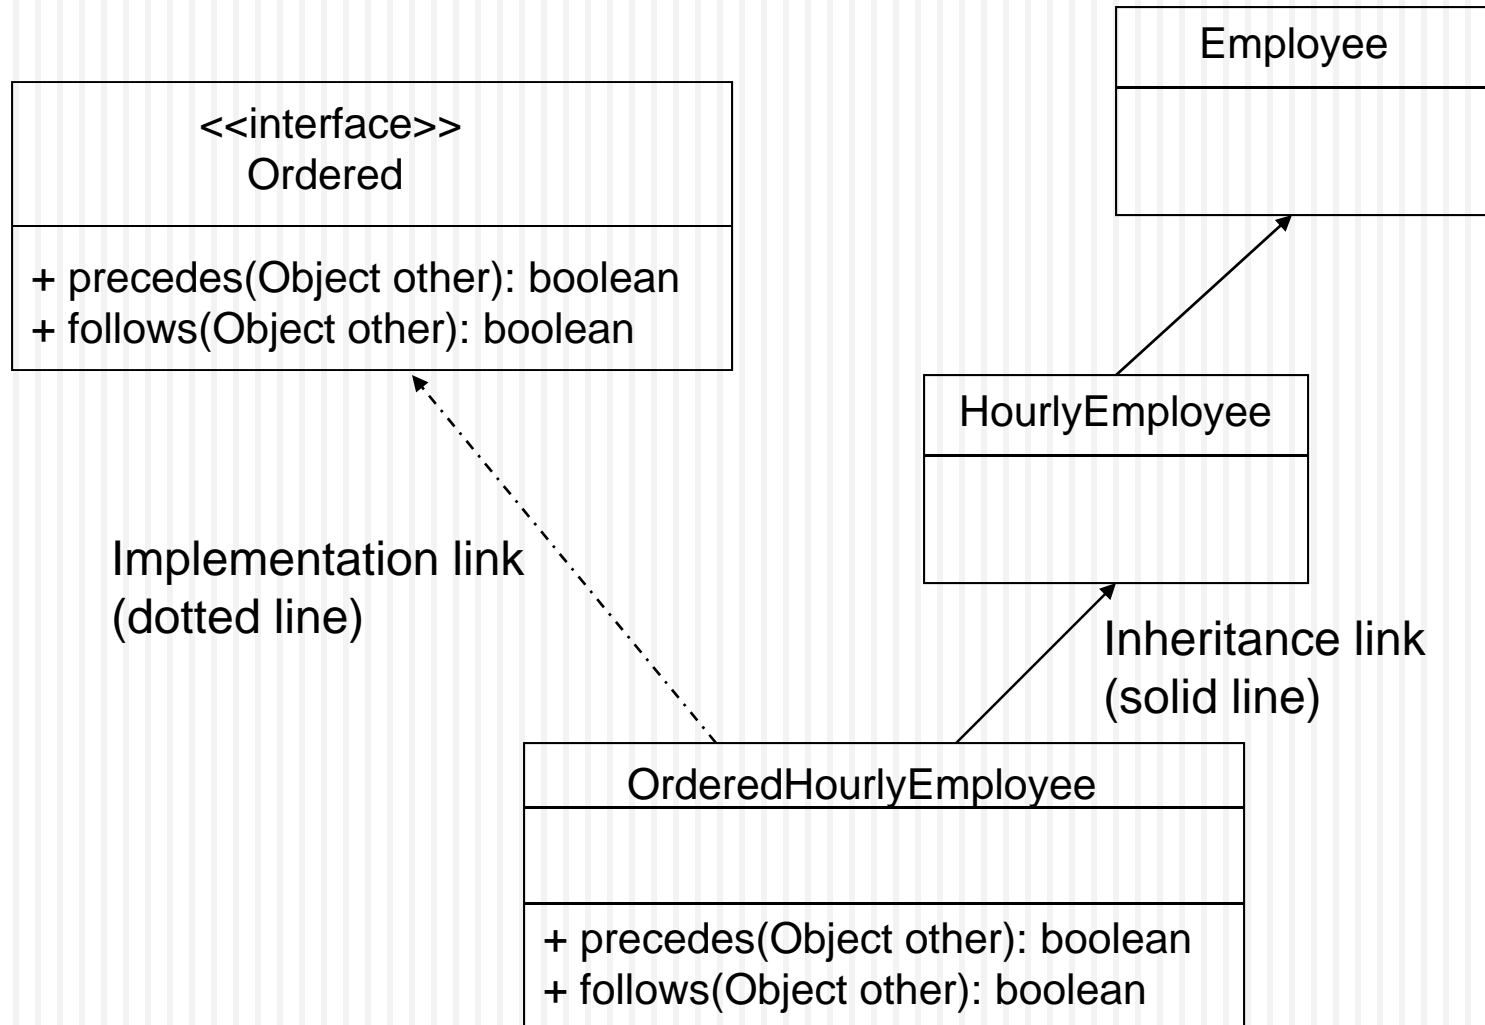 Employee
<<interface>>
Ordered
+ precedes(Object other): boolean
+ follows(Object other): boolean
HourlyEmployee
Implementation link
(dotted line)
Inheritance link
(solid line)
OrderedHourlyEmployee
+ precedes(Object other): boolean
+ follows(Object other): boolean